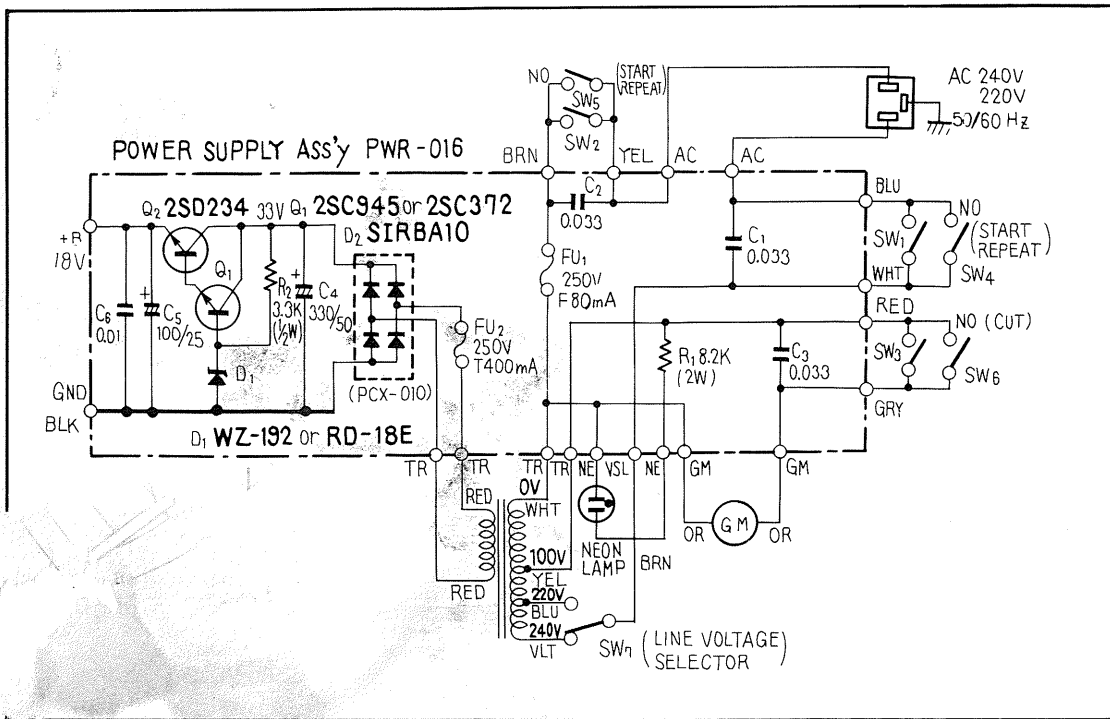 NO
(START
REPEAT)
SW5
SW2
AC 240V
220V
50/60 Hz
POWER SUPPLY Ass'y PWR-016
BRN
YEL
AC
AC
C2
0.033
BLU
Q2 2SD234
33V
Q1 2SC945 or 2SC372
D2 SIRBA10
+B
18V
Q1
R2
3.3K
(½W)
+
C4
330/50
C6
0.01
+
C5
100/25
D1
(PCX-010)
FU2
250V
T400mA
FU1
250V
F80mA
C1
0.033
SW1
NO
(START
REPEAT)
SW4
WHT
RED
R1 8.2K
(2W)
C3
0.033
SW3
NO (CUT)
SW6
GRY
GND
BLK
D1 WZ-192 or RD-18E
TR
TR
TR
TR
NE
VSL
NE
GM
GM
RED
RED
0V
WHT
100V
YEL
220V
BLU
240V
VLT
NEON
LAMP
BRN
OR
GM
OR
SW7
(LINE VOLTAGE)
SELECTOR